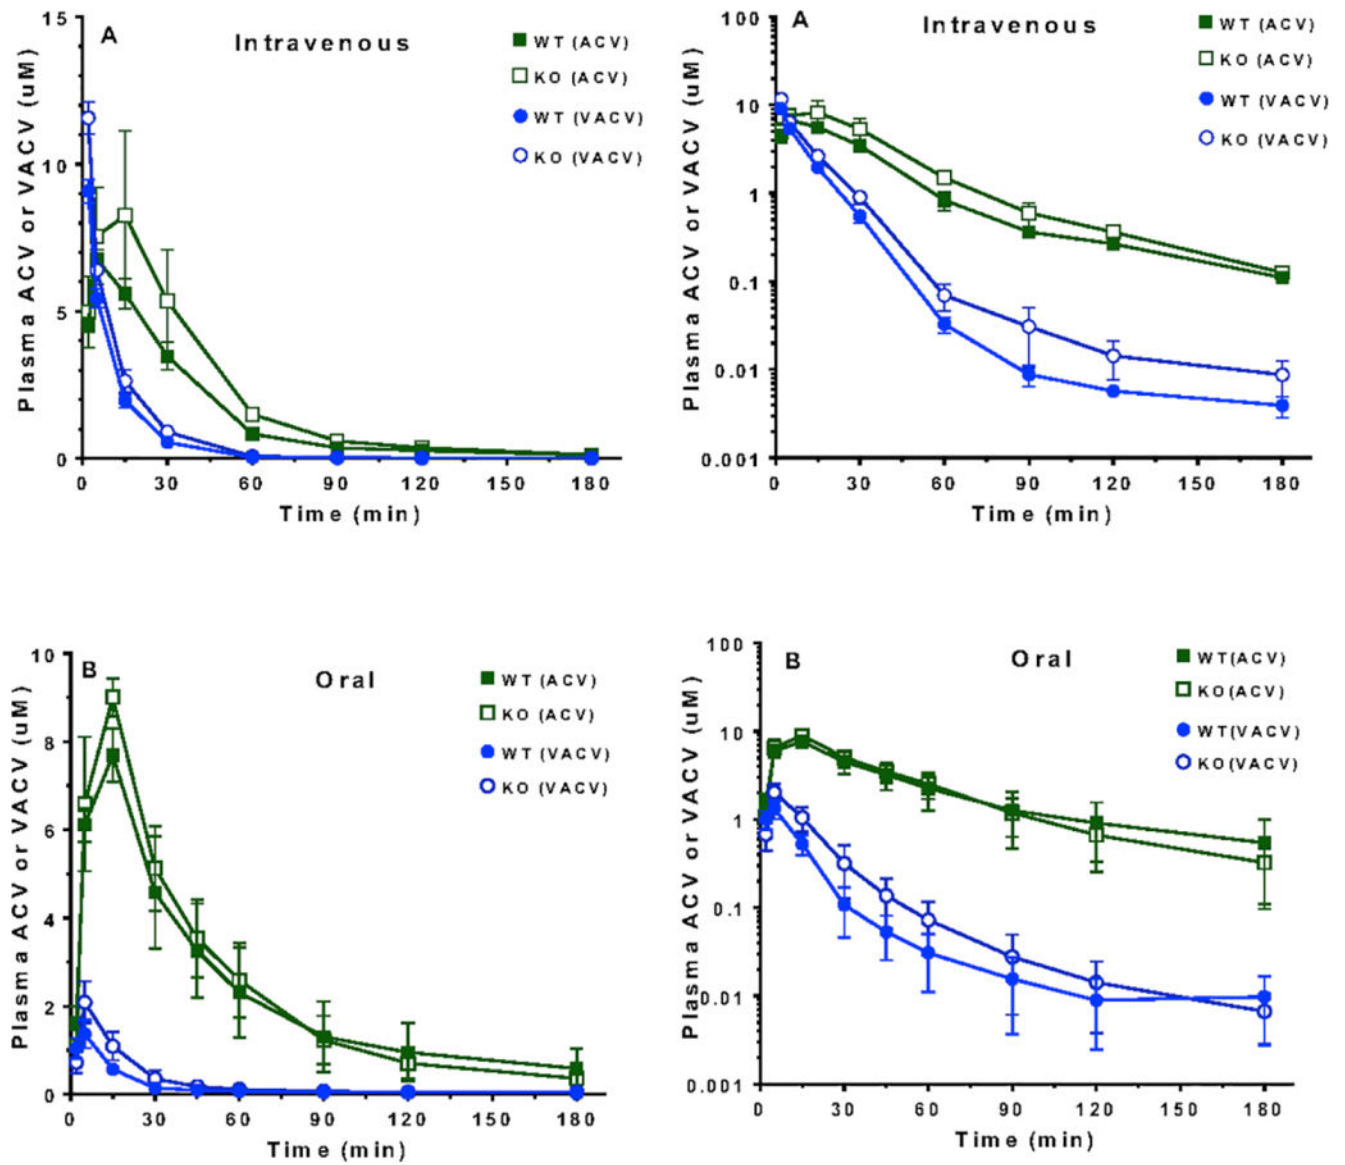 A
Intravenous
WT (ACV)
KO (ACV)
WT (VACV)
KO (VACV)
Plasma ACV or VACV (uM)
15
10
5
0
0 30 60 90 120 150 180
Time (min)
A
Intravenous
WT (ACV)
KO (ACV)
WT (VACV)
KO (VACV)
Plasma ACV or VACV (uM)
100
10
1
0.1
0.01
0.001
0 30 60 90 120 150 180
Time (min)
B
Oral
WT (ACV)
KO (ACV)
WT (VACV)
KO (VACV)
Plasma ACV or VACV (uM)
10
8
6
4
2
0
0 30 60 90 120 150 180
Time (min)
B
Oral
WT(ACV)
KO(ACV)
WT(VACV)
KO(VACV)
Plasma ACV or VACV (uM)
100
10
1
0.1
0.01
0.001
0 30 60 90 120 150 180
Time (min)